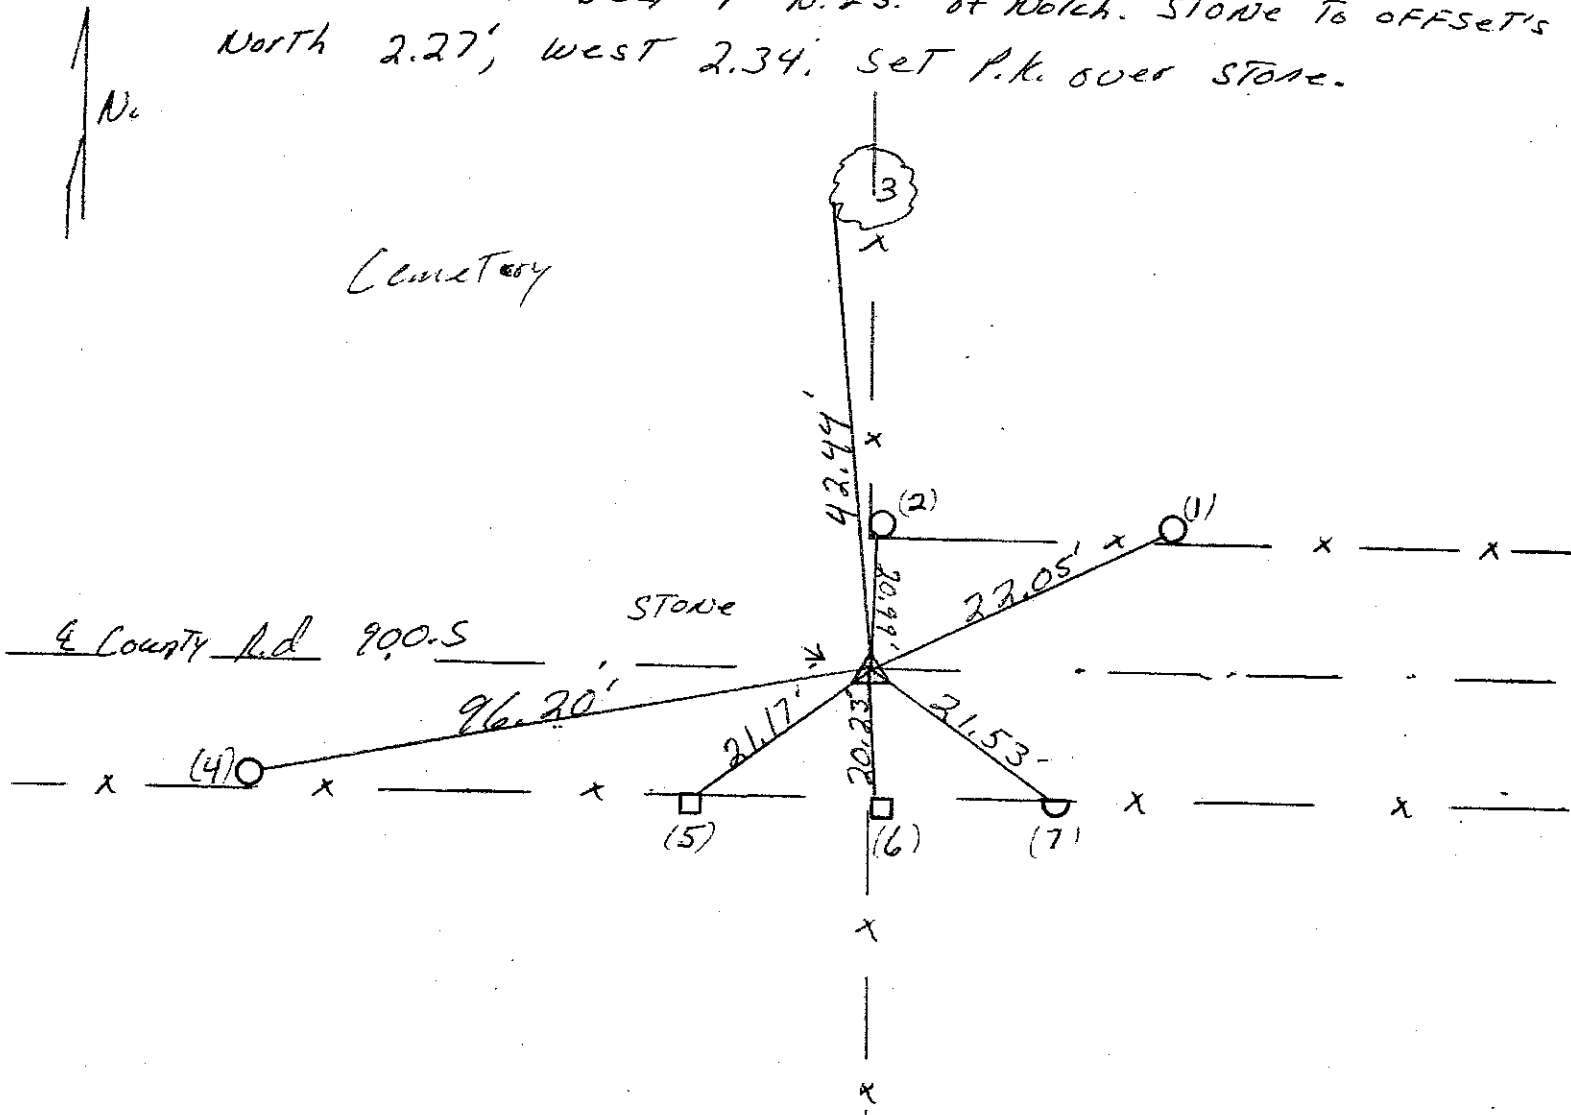 N.25. of Notch. Stone To offset's
North 2.27', west 2.34'. set P.K. over stone.
N.
3
Cemetery
42.44'
(2)
(1)
20.99'
22.05'
STONE
℄ County Rd 900.S
96.20'
21.17'
20.23'
21.53
(4)
(5)
(6)
(7)